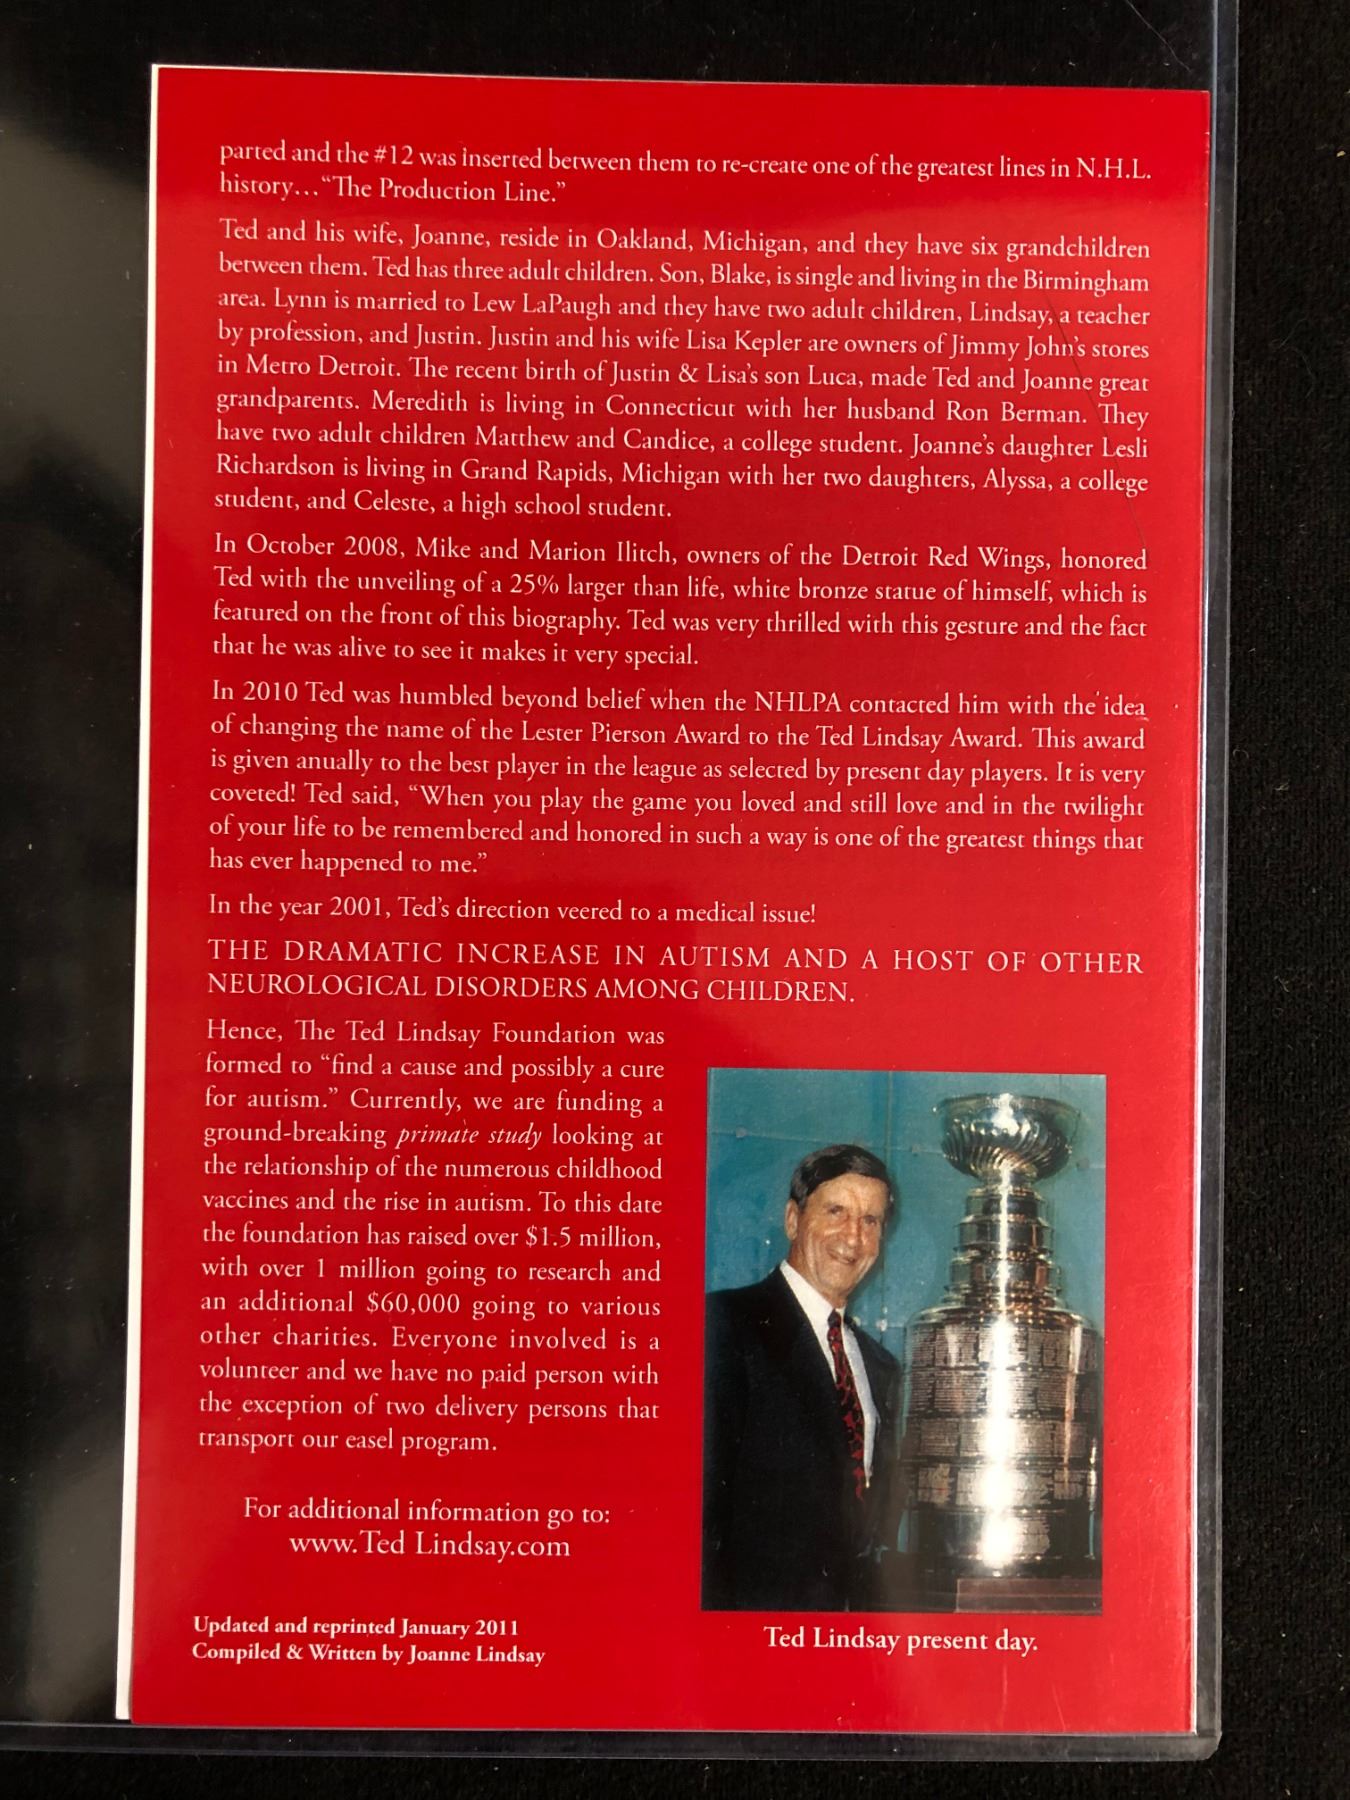 parted and the #12 was inserted between them to re-create one of the greatest lines in N.H.L.
history…“The Production Line.”
Ted and his wife, Joanne, reside in Oakland, Michigan, and they have six grandchildren
between them. Ted has three adult children. Son, Blake, is single and living in the Birmingham
area. Lynn is married to Lew LaPaugh and they have two adult children, Lindsay, a teacher
by profession, and Justin. Justin and his wife Lisa Kepler are owners of Jimmy John’s stores
in Metro Detroit. The recent birth of Justin & Lisa’s son Luca, made Ted and Joanne great
grandparents. Meredith is living in Connecticut with her husband Ron Berman. They
have two adult children Matthew and Candice, a college student. Joanne’s daughter Lesli
Richardson is living in Grand Rapids, Michigan with her two daughters, Alyssa, a college
student, and Celeste, a high school student.
In October 2008, Mike and Marion Ilitch, owners of the Detroit Red Wings, honored
Ted with the unveiling of a 25% larger than life, white bronze statue of himself, which is
featured on the front of this biography. Ted was very thrilled with this gesture and the fact
that he was alive to see it makes it very special.
In 2010 Ted was humbled beyond belief when the NHLPA contacted him with the idea
of changing the name of the Lester Pierson Award to the Ted Lindsay Award. This award
is given anually to the best player in the league as selected by present day players. It is very
coveted! Ted said, “When you play the game you loved and still love and in the twilight
of your life to be remembered and honored in such a way is one of the greatest things that
has ever happened to me.”
In the year 2001, Ted’s direction veered to a medical issue!
THE DRAMATIC INCREASE IN AUTISM AND A HOST OF OTHER
NEUROLOGICAL DISORDERS AMONG CHILDREN.
Hence, The Ted Lindsay Foundation was
formed to “find a cause and possibly a cure
for autism.” Currently, we are funding a
ground-breaking primate study looking at
the relationship of the numerous childhood
vaccines and the rise in autism. To this date
the foundation has raised over $1.5 million,
with over 1 million going to research and
an additional $60,000 going to various
other charities. Everyone involved is a
volunteer and we have no paid person with
the exception of two delivery persons that
transport our easel program.
For additional information go to:
www.Ted Lindsay.com
Updated and reprinted January 2011
Compiled & Written by Joanne Lindsay
Ted Lindsay present day.